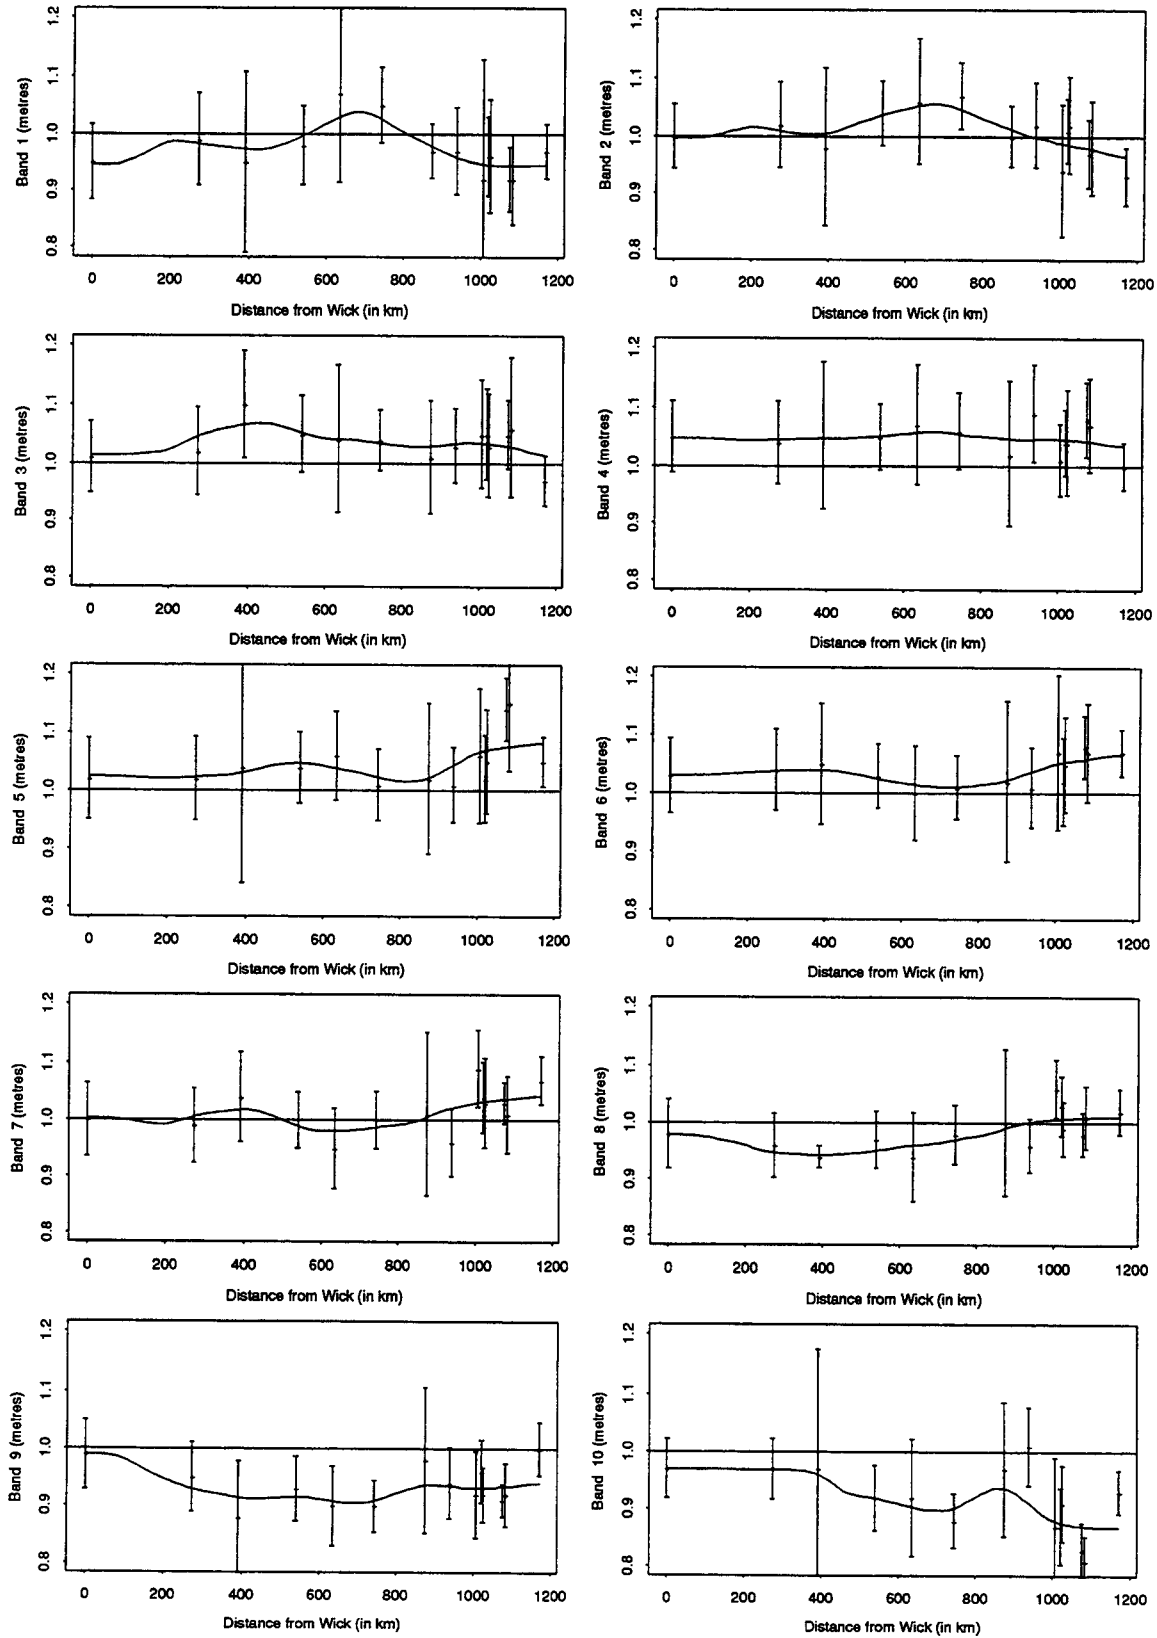 Band 1 (metres)
0.8 0.9 1.0 1.1 1.2
0 200 400 600 800 1000 1200
Distance from Wick (in km)
Band 2 (metres)
0.8 0.9 1.0 1.1 1.2
0 200 400 600 800 1000 1200
Distance from Wick (in km)
Band 3 (metres)
0.8 0.9 1.0 1.1 1.2
0 200 400 600 800 1000 1200
Distance from Wick (in km)
Band 4 (metres)
0.8 0.9 1.0 1.1 1.2
0 200 400 600 800 1000 1200
Distance from Wick (in km)
Band 5 (metres)
0.8 0.9 1.0 1.1 1.2
0 200 400 600 800 1000 1200
Distance from Wick (in km)
Band 6 (metres)
0.8 0.9 1.0 1.1 1.2
0 200 400 600 800 1000 1200
Distance from Wick (in km)
Band 7 (metres)
0.8 0.9 1.0 1.1 1.2
0 200 400 600 800 1000 1200
Distance from Wick (in km)
Band 8 (metres)
0.8 0.9 1.0 1.1 1.2
0 200 400 600 800 1000 1200
Distance from Wick (in km)
Band 9 (metres)
0.8 0.9 1.0 1.1 1.2
0 200 400 600 800 1000 1200
Distance from Wick (in km)
Band 10 (metres)
0.8 0.9 1.0 1.1 1.2
0 200 400 600 800 1000 1200
Distance from Wick (in km)